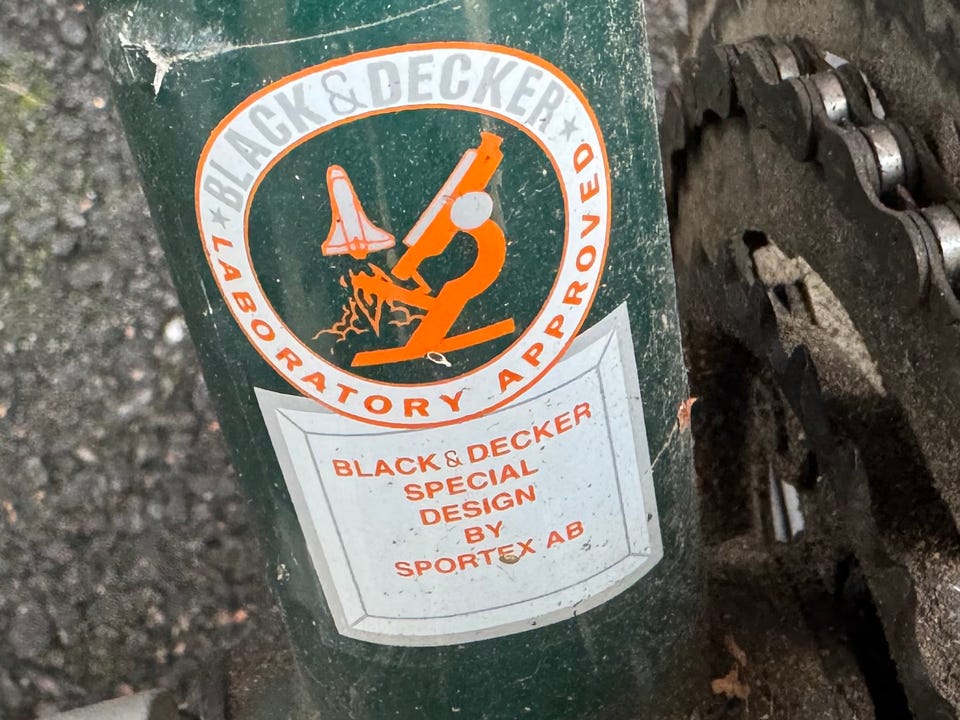 BLACK & DECKER
LABORATORY APPROVED
BLACK & DECKER
SPECIAL
DESIGN
BY
SPORTEX AB